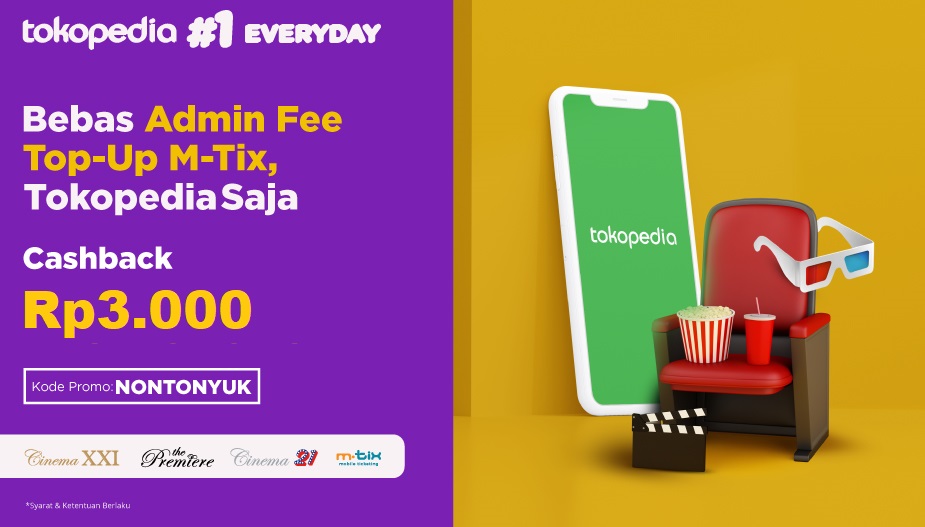 tokopedia #1 EVERYDAY
Bebas Admin Fee
Top-Up M-Tix,
Tokopedia Saja
Cashback
Rp3.000
Kode Promo: NONTONYUK
Cinema XXI the Premiere Cinema 21 m•tix mobile ticketing
*Syarat & Ketentuan Berlaku
tokopedia